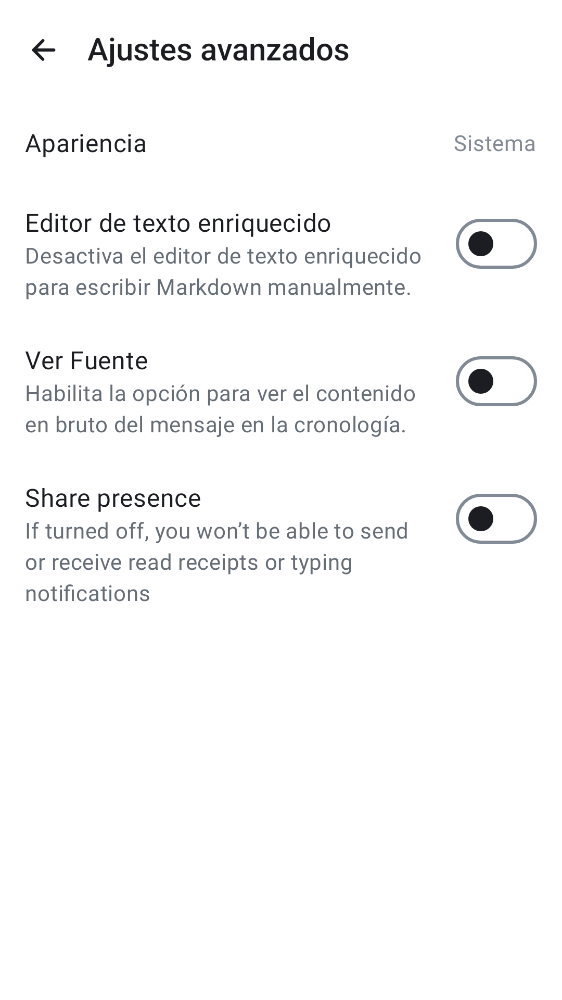 Ajustes avanzados
Apariencia
Sistema
Editor de texto enriquecido
Desactiva el editor de texto enriquecido
para escribir Markdown manualmente.
Ver Fuente
Habilita la opción para ver el contenido
en bruto del mensaje en la cronología.
Share presence
If turned off, you won’t be able to send
or receive read receipts or typing
notifications